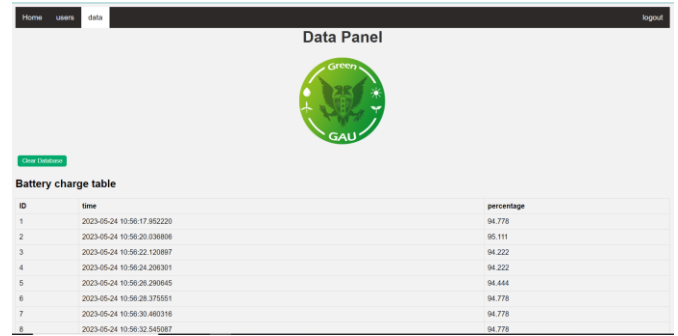 Home users data logout
Data Panel
Green
GAU
Clear Database
Battery charge table
ID time percentage
1 2023-05-24 10:56:17.952220 94.778
2 2023-05-24 10:56:20.036806 95.111
3 2023-05-24 10:56:22.120897 94.222
4 2023-05-24 10:56:24.206301 94.222
5 2023-05-24 10:56:26.290645 94.444
6 2023-05-24 10:56:28.375551 94.778
7 2023-05-24 10:56:30.460316 94.778
8 2023-05-24 10:56:32.545087 94.778